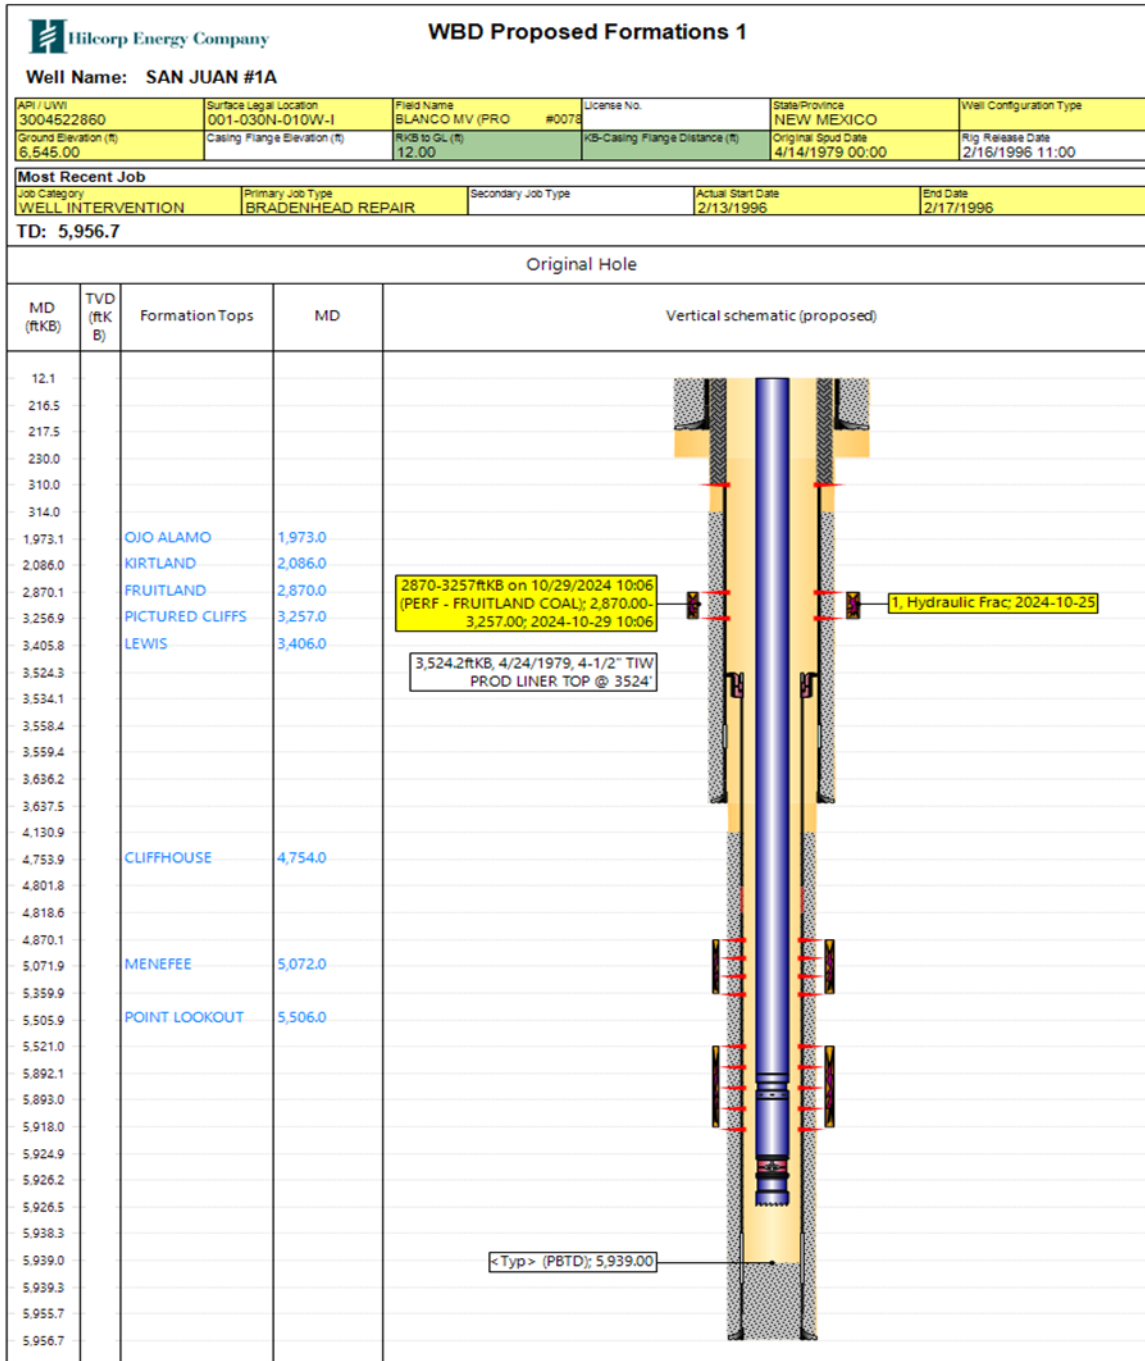 Hilcorp Energy Company
WBD Proposed Formations 1
Well Name: SAN JUAN #1A
API / UWI
3004522860
Surface Legal Location
001-030N-010W-I
Field Name
BLANCO MV (PRO #0078
License No.
State/Province
NEW MEXICO
Well Configuration Type
Ground Elevation (ft)
6,545.00
Casing Flange Elevation (ft)
RKB to GL (ft)
12.00
KB-Casing Flange Distance (ft)
Original Spud Date
4/14/1979 00:00
Rig Release Date
2/16/1996 11:00
Most Recent Job
Job Category
WELL INTERVENTION
Primary Job Type
BRADENHEAD REPAIR
Secondary Job Type
Actual Start Date
2/13/1996
End Date
2/17/1996
TD: 5,956.7
Original Hole
MD
(ftKB)
TVD
(ftK
B)
Formation Tops
MD
Vertical schematic (proposed)
12.1
216.5
217.5
230.0
310.0
314.0
1,973.1 OJO ALAMO 1,973.0
2,086.0 KIRTLAND 2,086.0
2,870.1 FRUITLAND 2,870.0
2870-3257ftKB on 10/29/2024 10:06
(PERF - FRUITLAND COAL); 2,870.00-
3,257.00; 2024-10-29 10:06
1, Hydraulic Frac; 2024-10-25
3,256.9 PICTURED CLIFFS 3,257.0
3,405.8 LEWIS 3,406.0
3,524.2ftKB, 4/24/1979, 4-1/2" TIW
PROD LINER TOP @ 3524'
3,524.3
3,534.1
3,558.4
3,559.4
3,636.2
3,637.5
4,130.9
4,753.9 CLIFFHOUSE 4,754.0
4,801.8
4,818.6
4,870.1
5,071.9 MENEFEE 5,072.0
5,359.9
5,505.9 POINT LOOKOUT 5,506.0
5,521.0
5,892.1
5,893.0
5,918.0
5,924.9
5,926.2
5,926.5
5,938.3
5,939.0
<Typ> (PBTD); 5,939.00
5,939.3
5,955.7
5,956.7